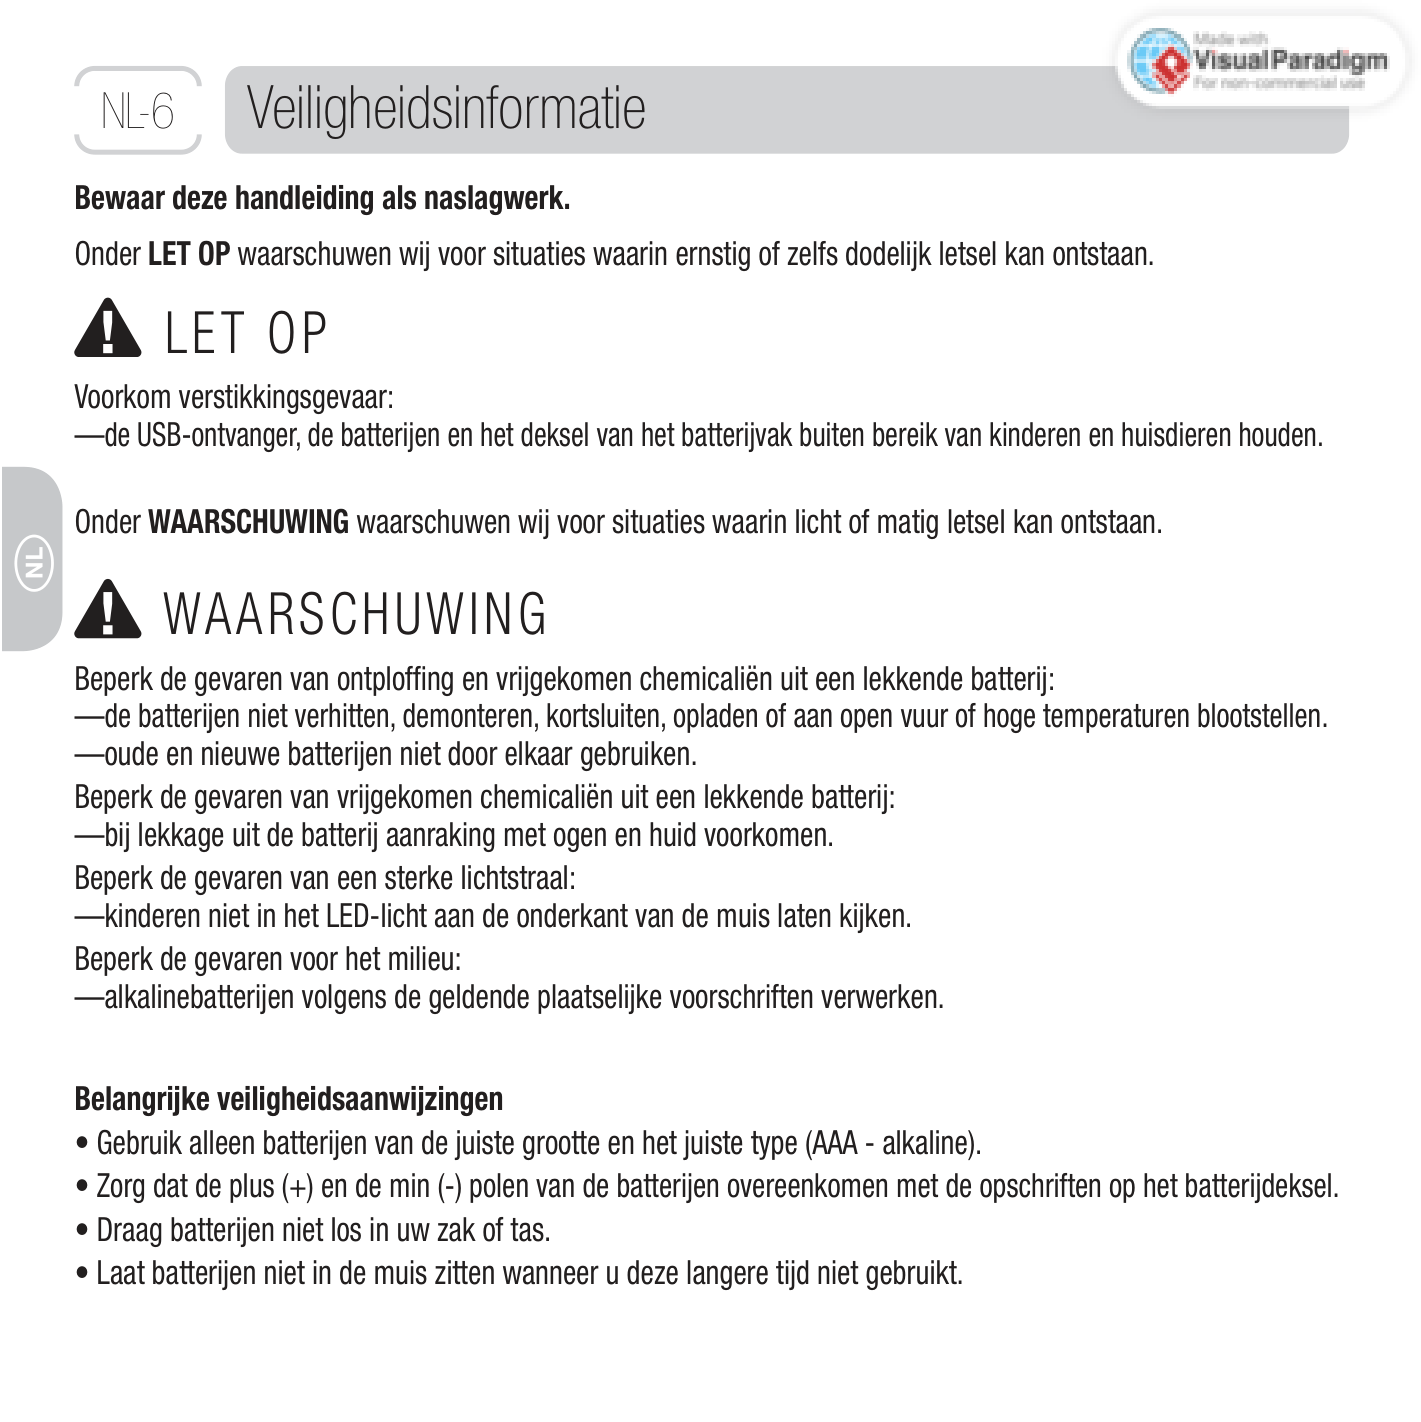 Made with
VisualParadigm
For non-commercial use
NL-6
Veiligheidsinformatie
Bewaar deze handleiding als naslagwerk.
Onder LET OP waarschuwen wij voor situaties waarin ernstig of zelfs dodelijk letsel kan ontstaan.
LET OP
Voorkom verstikkingsgevaar:
—de USB-ontvanger, de batterijen en het deksel van het batterijvak buiten bereik van kinderen en huisdieren houden.
Onder WAARSCHUWING waarschuwen wij voor situaties waarin licht of matig letsel kan ontstaan.
NL
WAARSCHUWING
Beperk de gevaren van ontploffing en vrijgekomen chemicaliën uit een lekkende batterij:
—de batterijen niet verhitten, demonteren, kortsluiten, opladen of aan open vuur of hoge temperaturen blootstellen.
—oude en nieuwe batterijen niet door elkaar gebruiken.
Beperk de gevaren van vrijgekomen chemicaliën uit een lekkende batterij:
—bij lekkage uit de batterij aanraking met ogen en huid voorkomen.
Beperk de gevaren van een sterke lichtstraal:
—kinderen niet in het LED-licht aan de onderkant van de muis laten kijken.
Beperk de gevaren voor het milieu:
—alkalinebatterijen volgens de geldende plaatselijke voorschriften verwerken.
Belangrijke veiligheidsaanwijzingen
• Gebruik alleen batterijen van de juiste grootte en het juiste type (AAA - alkaline).
• Zorg dat de plus (+) en de min (-) polen van de batterijen overeenkomen met de opschriften op het batterijdeksel.
• Draag batterijen niet los in uw zak of tas.
• Laat batterijen niet in de muis zitten wanneer u deze langere tijd niet gebruikt.